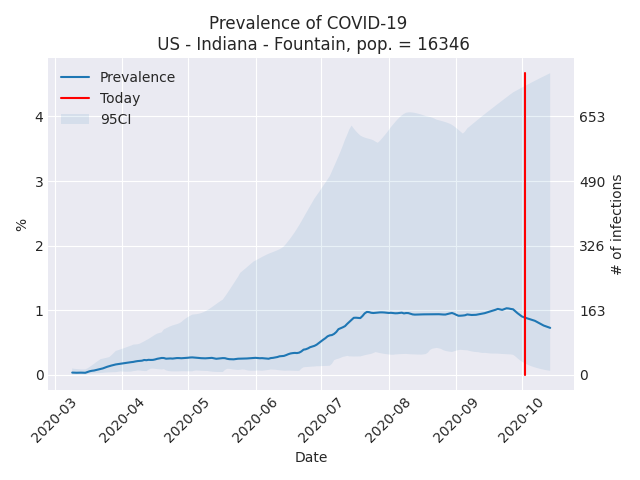 Prevalence of COVID-19
US - Indiana - Fountain, pop. = 16346
Prevalence
Today
95CI
4
3
2
1
0
%
653
490
326
163
0
# of infections
2020-03
2020-04
2020-05
2020-06
2020-07
2020-08
2020-09
2020-10
Date